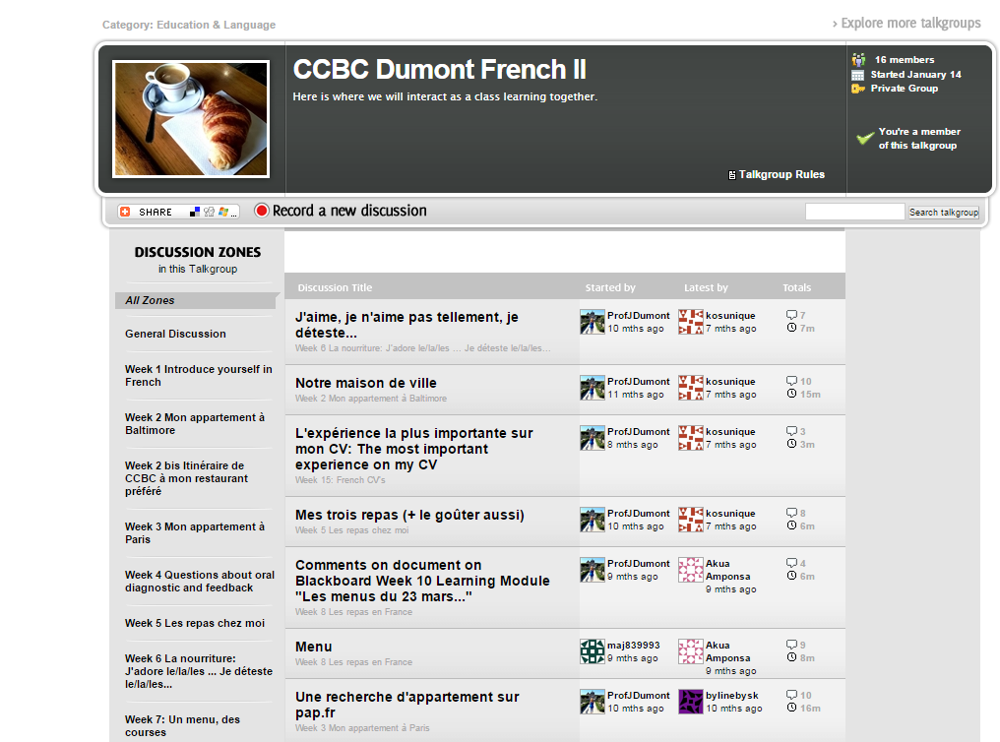 Category: Education & Language
› Explore more talkgroups
CCBC Dumont French II
Here is where we will interact as a class learning together.
16 members
Started January 14
Private Group
You're a member
of this talkgroup
Talkgroup Rules
SHARE
...
Record a new discussion
Search talkgroup
DISCUSSION ZONES
in this Talkgroup
All Zones
General Discussion
Week 1 Introduce yourself in
French
Week 2 Mon appartement à
Baltimore
Week 2 bis Itinéraire de
CCBC à mon restaurant
préféré
Week 3 Mon appartement à
Paris
Week 4 Questions about oral
diagnostic and feedback
Week 5 Les repas chez moi
Week 6 La nourriture:
J'adore le/la/les ... Je déteste
le/la/les...
Week 7: Un menu, des
courses
Discussion Title Started by Latest by Totals
J'aime, je n'aime pas tellement, je
déteste...
Week 6 La nourriture: J'adore le/la/les ... Je déteste le/la/les...
ProfJDumont
10 mths ago
kosunique
7 mths ago
7
7m
Notre maison de ville
Week 2 Mon appartement à Baltimore
ProfJDumont
11 mths ago
kosunique
7 mths ago
10
15m
L'expérience la plus importante sur
mon CV: The most important
experience on my CV
Week 15: French CV's
ProfJDumont
8 mths ago
kosunique
7 mths ago
3
3m
Mes trois repas (+ le goûter aussi)
Week 5 Les repas chez moi
ProfJDumont
10 mths ago
kosunique
7 mths ago
8
6m
Comments on document on
Blackboard Week 10 Learning Module
"Les menus du 23 mars..."
Week 8 Les repas en France
ProfJDumont
9 mths ago
Akua
Amponsa
9 mths ago
4
6m
Menu
Week 8 Les repas en France
maj839993
9 mths ago
Akua
Amponsa
9 mths ago
9
8m
Une recherche d'appartement sur
pap.fr
Week 3 Mon appartement à Paris
ProfJDumont
10 mths ago
bylinebysk
10 mths ago
10
16m